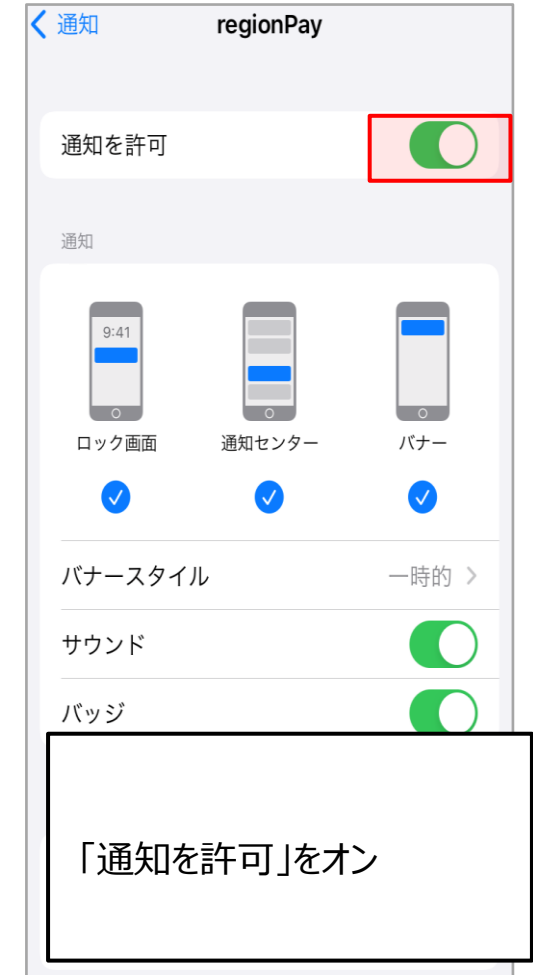 通知 regionPay
通知を許可
通知
9:41
ロック画面 通知センター バナー
バナースタイル 一時的
サウンド
バッジ
「通知を許可」をオン